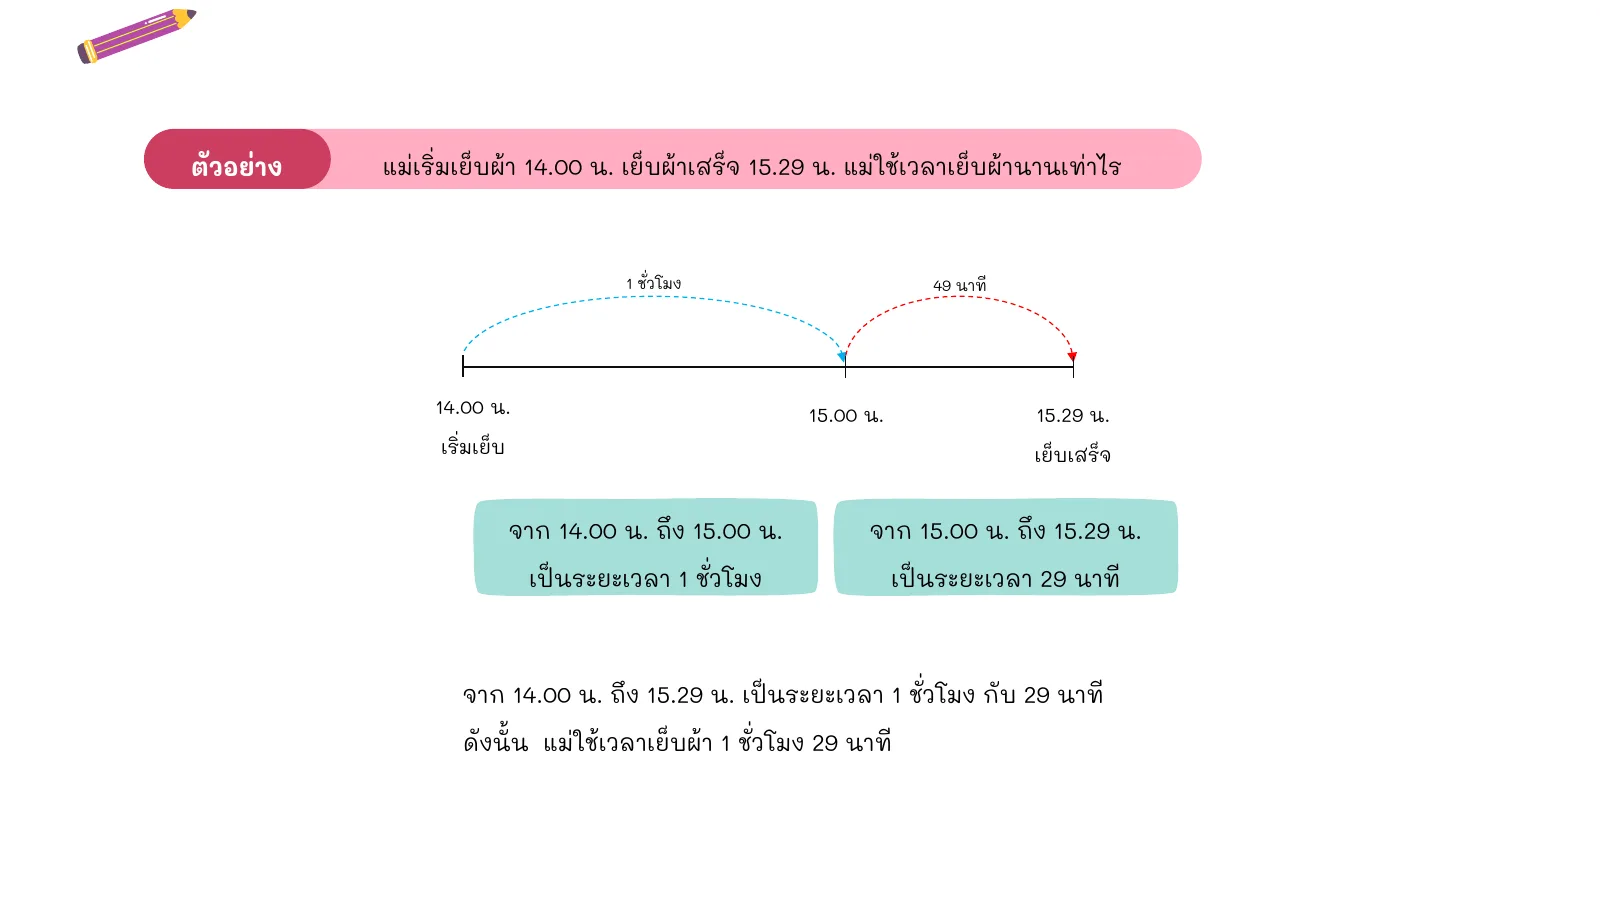 ตัวอย่าง
แม่เริ่มเย็บผ้า 14.00 น. เย็บผ้าเสร็จ 15.29 น. แม่ใช้เวลาเย็บผ้านานเท่าไร
1 ชั่วโมง
49 นาที
14.00 น.
เริ่มเย็บ
15.00 น.
15.29 น.
เย็บเสร็จ
จาก 14.00 น. ถึง 15.00 น.
เป็นระยะเวลา 1 ชั่วโมง
จาก 15.00 น. ถึง 15.29 น.
เป็นระยะเวลา 29 นาที
จาก 14.00 น. ถึง 15.29 น. เป็นระยะเวลา 1 ชั่วโมง กับ 29 นาที
ดังนั้น แม่ใช้เวลาเย็บผ้า 1 ชั่วโมง 29 นาที